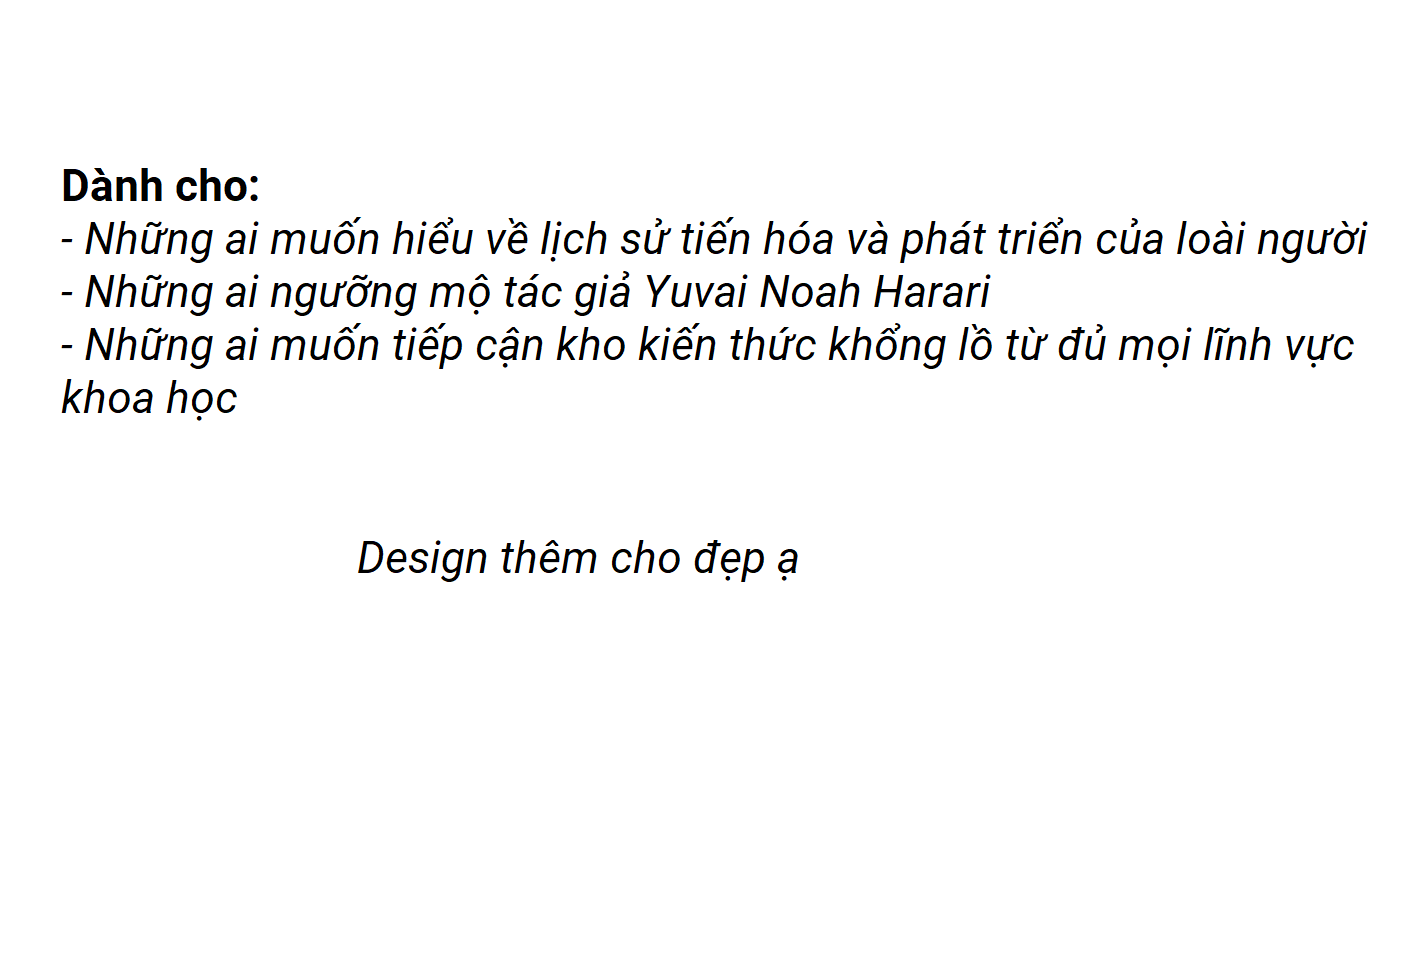 Dành cho:
- Những ai muốn hiểu về lịch sử tiến hóa và phát triển của loài người
- Những ai ngưỡng mộ tác giả Yuvai Noah Harari
- Những ai muốn tiếp cận kho kiến thức khổng lồ từ đủ mọi lĩnh vực
khoa học
Design thêm cho đẹp ạ